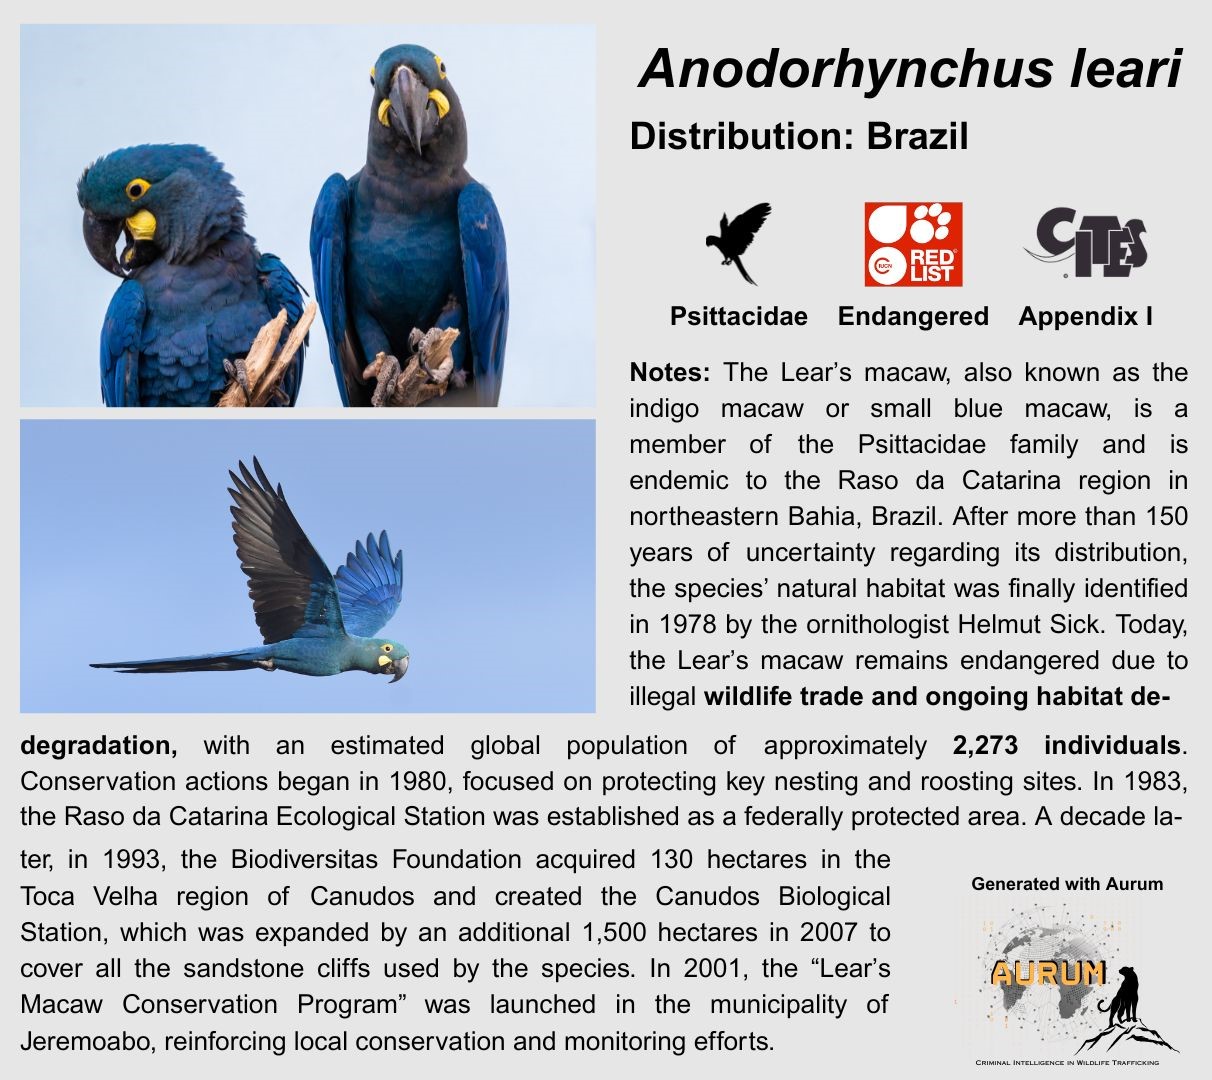 Anodorhynchus leari
Distribution: Brazil
IUCN
RED
LIST
CITES
Psittacidae
Endangered
Appendix I
Notes: The Lear’s macaw, also known as the
indigo macaw or small blue macaw, is a
member of the Psittacidae family and is
endemic to the Raso da Catarina region in
northeastern Bahia, Brazil. After more than 150
years of uncertainty regarding its distribution,
the species’ natural habitat was finally identified
in 1978 by the ornithologist Helmut Sick. Today,
the Lear’s macaw remains endangered due to
illegal wildlife trade and ongoing habitat de-
degradation, with an estimated global population of approximately 2,273 individuals.
Conservation actions began in 1980, focused on protecting key nesting and roosting sites. In 1983,
the Raso da Catarina Ecological Station was established as a federally protected area. A decade la-
ter, in 1993, the Biodiversitas Foundation acquired 130 hectares in the
Toca Velha region of Canudos and created the Canudos Biological
Station, which was expanded by an additional 1,500 hectares in 2007 to
cover all the sandstone cliffs used by the species. In 2001, the “Lear’s
Macaw Conservation Program” was launched in the municipality of
Jeremoabo, reinforcing local conservation and monitoring efforts.
Generated with Aurum
AURUM
CRIMINAL INTELLIGENCE IN WILDLIFE TRAFFICKING